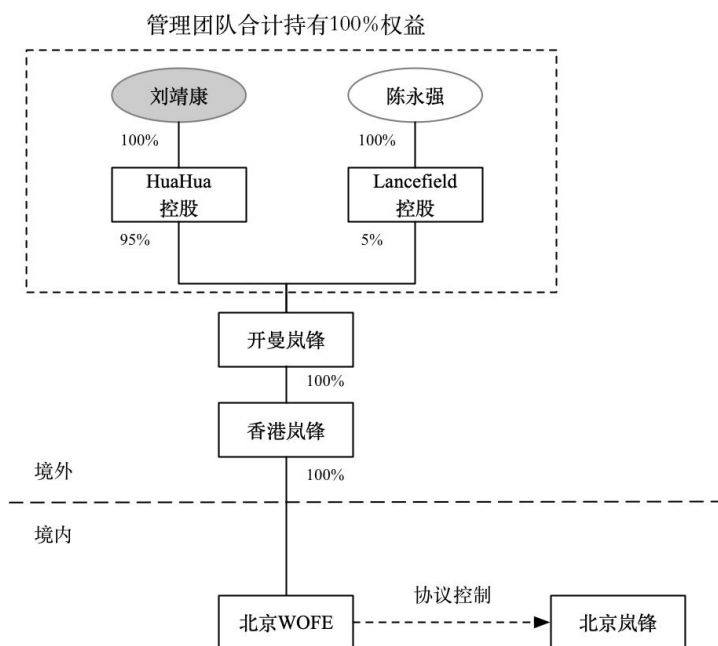 管理团队合计持有100%权益
刘靖康
陈永强
100%
100%
HuaHua
控股
Lancefield
控股
95%
5%
开曼岚锋
100%
香港岚锋
100%
境外
境内
北京WOFE
协议控制
北京岚锋